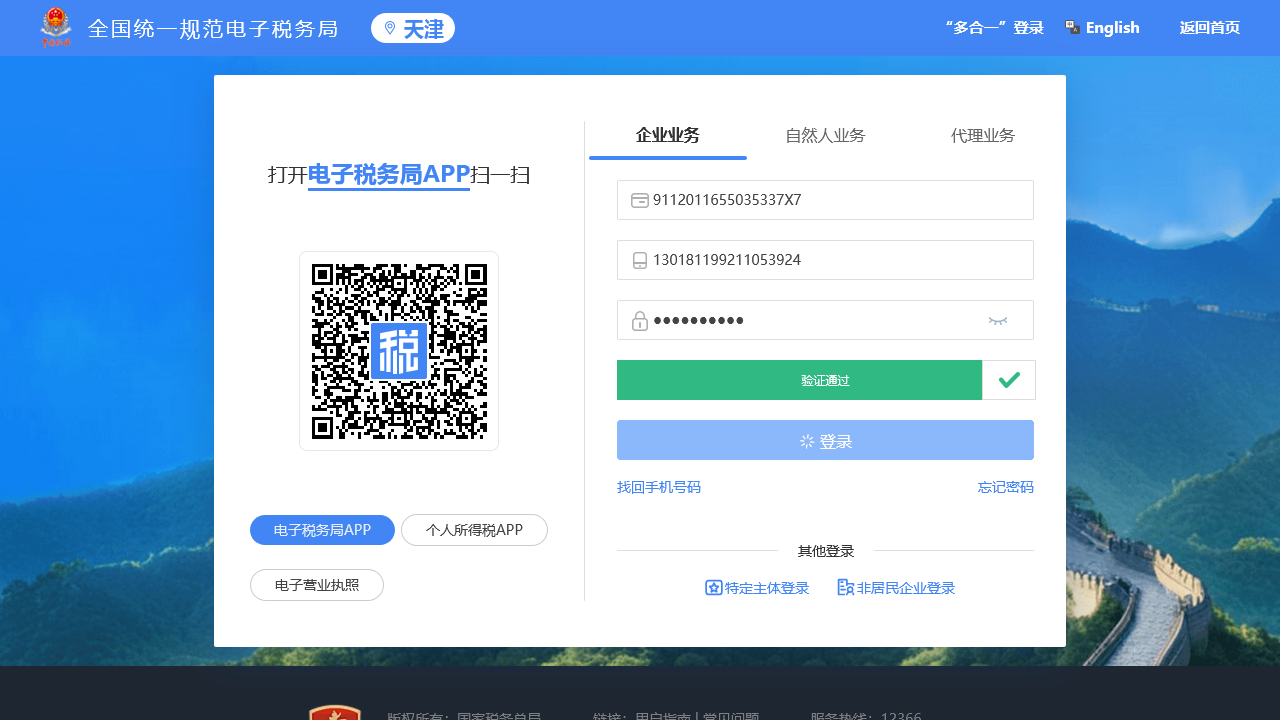 全国统一规范电子税务局
天津
“多合一”登录
English
返回首页
打开电子税务局APP扫一扫
税
电子税务局APP
个人所得税APP
电子营业执照
企业业务
自然人业务
代理业务
9112011655035337X7
130181199211053924
●●●●●●●●●●
验证通过
登录
找回手机号码
忘记密码
其他登录
特定主体登录
非居民企业登录
版权所有：国家税务总局
链接：用户指南 | 常见问题
服务热线：12366